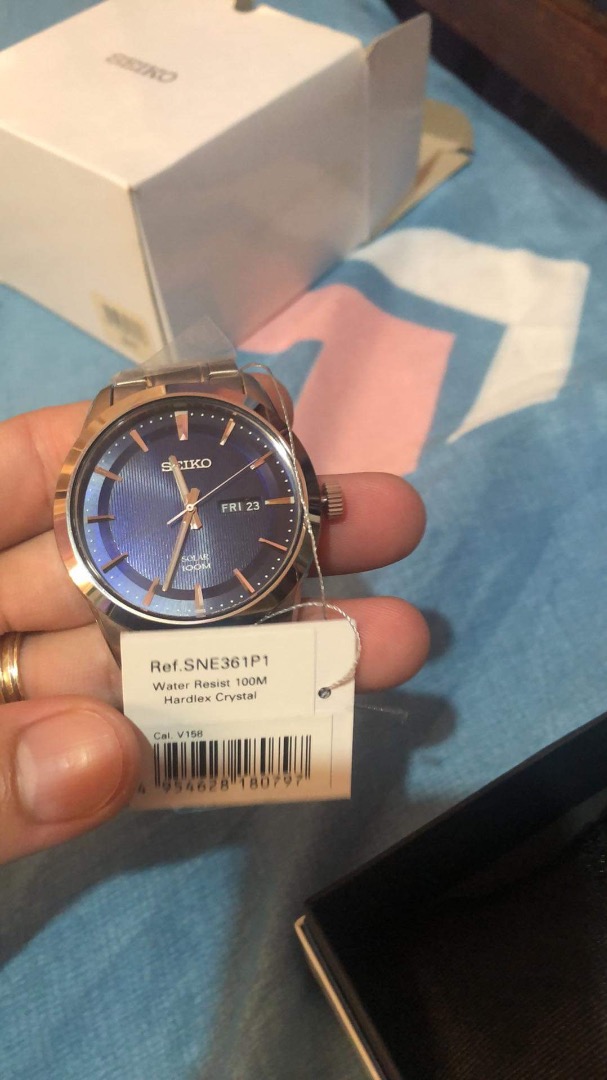 SEIKO
SEIKO
FRI 23
SOLAR
100M
Ref.SNE361P1
Water Resist 100M
Hardlex Crystal
Cal. V158
4 954628 180797